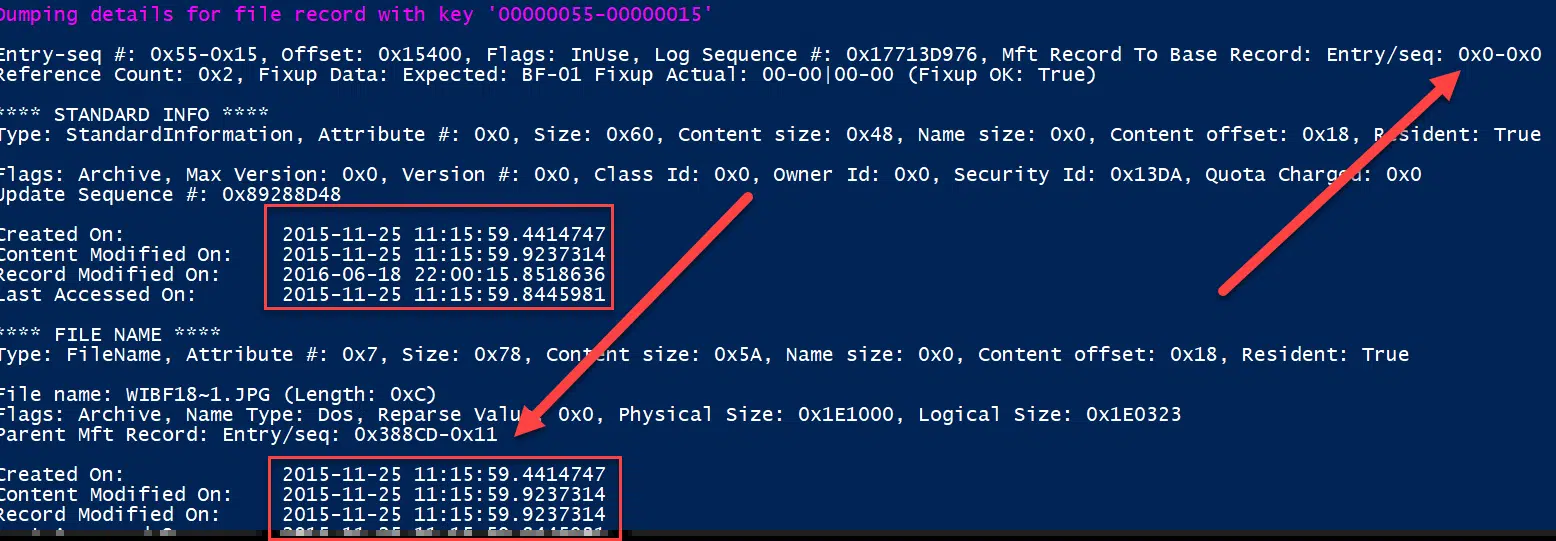 Dumping details for file record with key '00000055-00000015'
Entry-seq #: 0x55-0x15, Offset: 0x15400, Flags: InUse, Log Sequence #: 0x17713D976, Mft Record To Base Record: Entry/seq: 0x0-0x0
Reference Count: 0x2, Fixup Data: Expected: BF-01 Fixup Actual: 00-00|00-00 (Fixup OK: True)
**** STANDARD INFO ****
Type: StandardInformation, Attribute #: 0x0, Size: 0x60, Content size: 0x48, Name size: 0x0, Content offset: 0x18, Resident: True
Flags: Archive, Max Version: 0x0, Version #: 0x0, Class Id: 0x0, Owner Id: 0x0, Security Id: 0x13DA, Quota Charged: 0x0
Update Sequence #: 0x89288D48
Created On: 2015-11-25 11:15:59.4414747
Content Modified On: 2015-11-25 11:15:59.9237314
Record Modified On: 2016-06-18 22:00:15.8518636
Last Accessed On: 2015-11-25 11:15:59.8445981
**** FILE NAME ****
Type: FileName, Attribute #: 0x7, Size: 0x78, Content size: 0x5A, Name size: 0x0, Content offset: 0x18, Resident: True
File name: WIBF18~1.JPG (Length: 0xC)
Flags: Archive, Name Type: Dos, Reparse Value: 0x0, Physical Size: 0x1E1000, Logical Size: 0x1E0323
Parent Mft Record: Entry/seq: 0x388CD-0x11
Created On: 2015-11-25 11:15:59.4414747
Content Modified On: 2015-11-25 11:15:59.9237314
Record Modified On: 2015-11-25 11:15:59.9237314